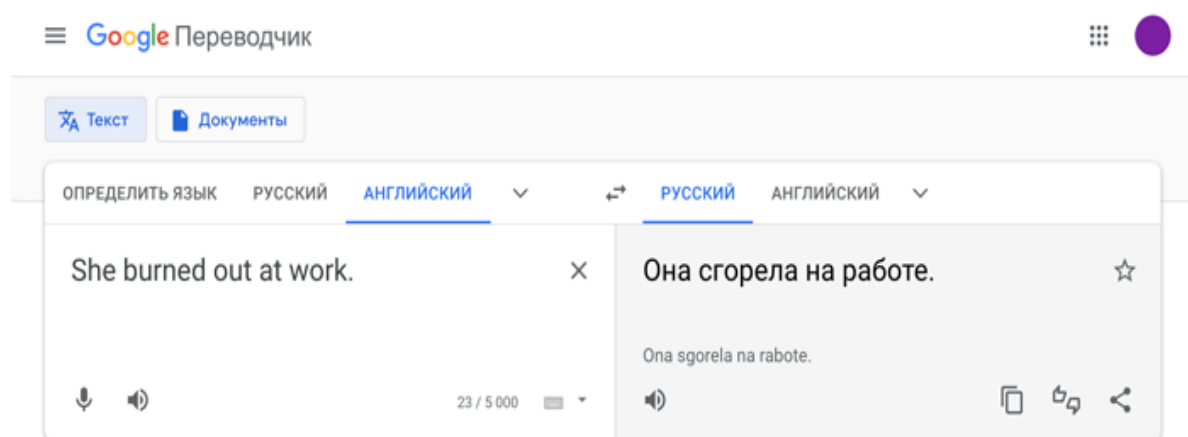 Google Переводчик
Текст Документы
ОПРЕДЕЛИТЬ ЯЗЫК РУССКИЙ АНГЛИЙСКИЙ РУССКИЙ АНГЛИЙСКИЙ
She burned out at work. Она сгорела на работе.
Ona sgorela na rabote.
23 / 5 000